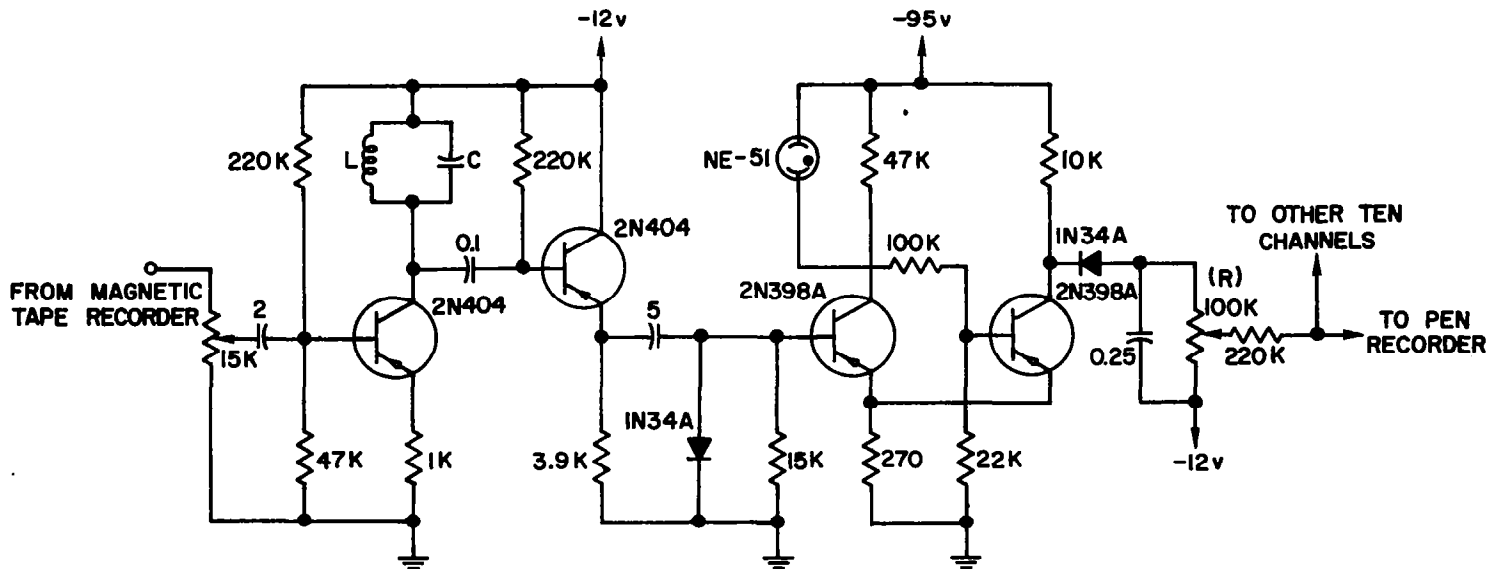 -12v
-95v
220K
L
C
220K
NE-51
47K
10K
2N404
0.1
100K
1N34A
TO OTHER TEN
CHANNELS
FROM MAGNETIC
TAPE RECORDER
2
15K
2N404
5
2N398A
2N398A
(R)
100K
0.25
220K
TO PEN
RECORDER
47K
1K
3.9K
1N34A
15K
270
22K
-12v